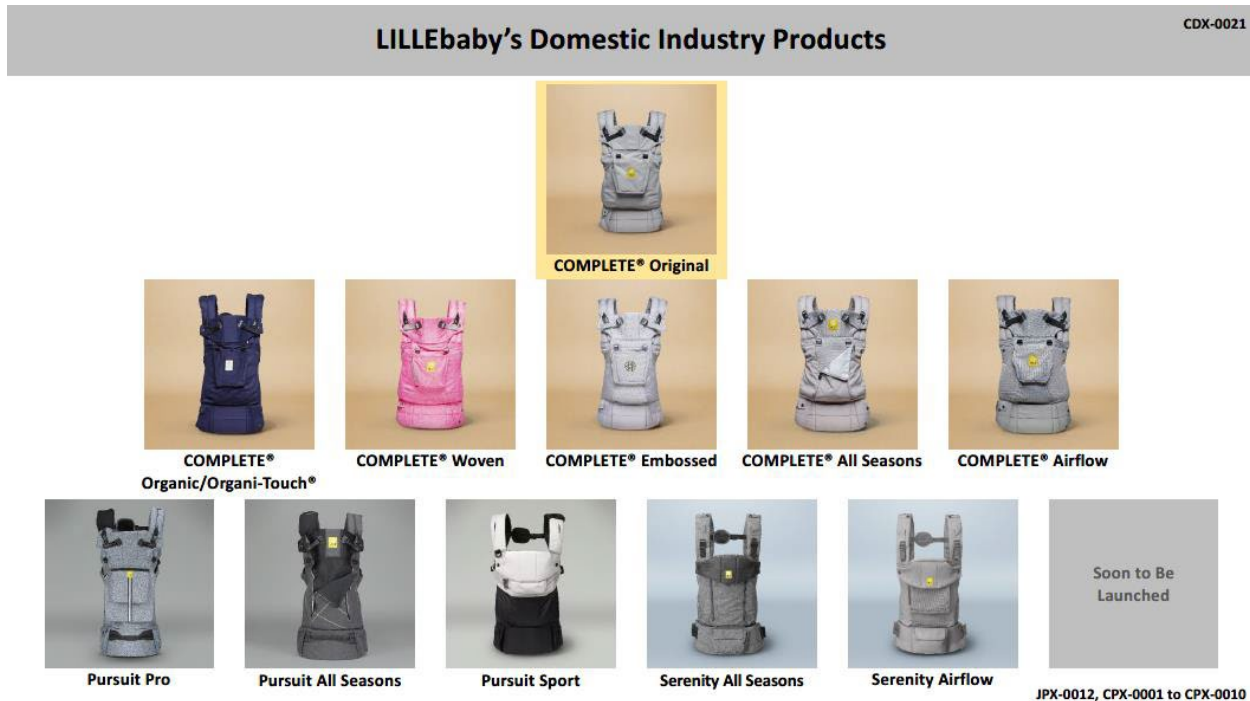 LILLEbaby's Domestic Industry Products
CDX-0021
COMPLETE® Original
COMPLETE®
Organic/Organi-Touch®
COMPLETE® Woven
COMPLETE® Embossed
COMPLETE® All Seasons
COMPLETE® Airflow
Pursuit Pro
Pursuit All Seasons
Pursuit Sport
Serenity All Seasons
Serenity Airflow
Soon to Be
Launched
JPX-0012, CPX-0001 to CPX-0010